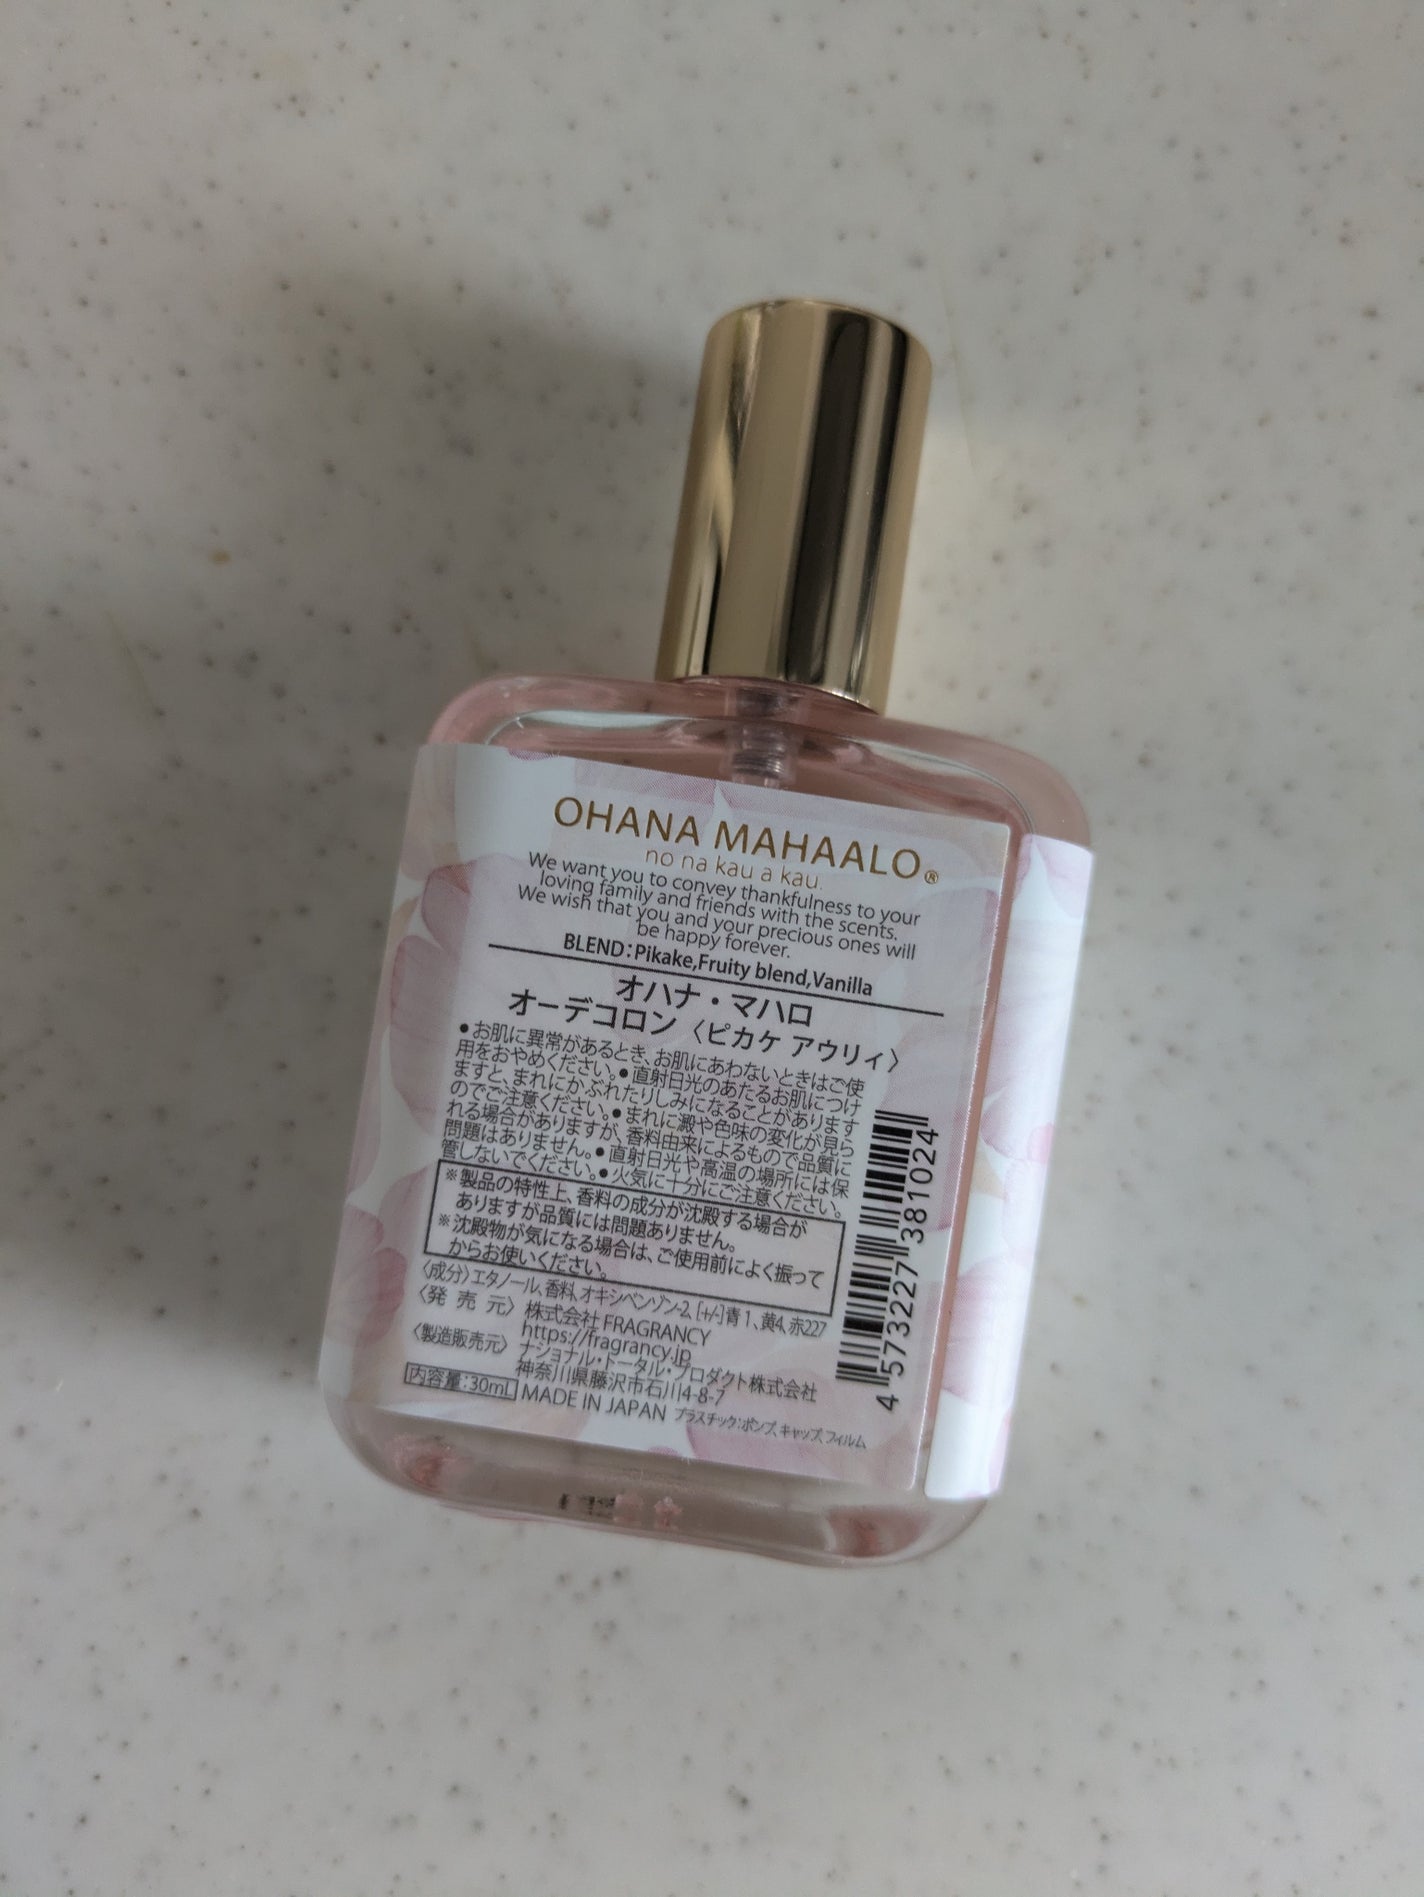 OHANA MAHAALO®
no na kau a kau.
We want you to convey thankfulness to your
loving family and friends with the scents.
We wish that you and your precious ones will
be happy forever.
BLEND:Pikake,Fruity blend,Vanilla
オハナ・マハロ
オーデコロン〈ピカケ アウリィ〉
●お肌に異常があるとき、お肌にあわないときはご使
用をおやめください。●直射日光のあたるお肌につけ
ますと、まれにかぶれたりしみになることがあります
のでご注意ください。●まれに澱や色味の変化が見ら
れる場合がありますが、香料由来によるもので品質に
問題はありません。●直射日光や高温の場所には保
管しないでください。●火気に十分にご注意ください。
※製品の特性上、香料の成分が沈殿する場合が
ありますが品質には問題ありません。
※沈殿物が気になる場合は、ご使用前によく振って
からお使いください。
〈成分〉エタノール、香料、オキシベンゾン-2、[+/-]青1、黄4、赤227
〈発 売 元〉 株式会社 FRAGRANCY
https://fragrancy.jp
〈製造販売元〉 ナショナル・トータル・プロダクト株式会社
神奈川県藤沢市石川4-8-7
内容量:30mL MADE IN JAPAN プラスチック:ポンプ、キャップ、フィルム
4 573227 381024